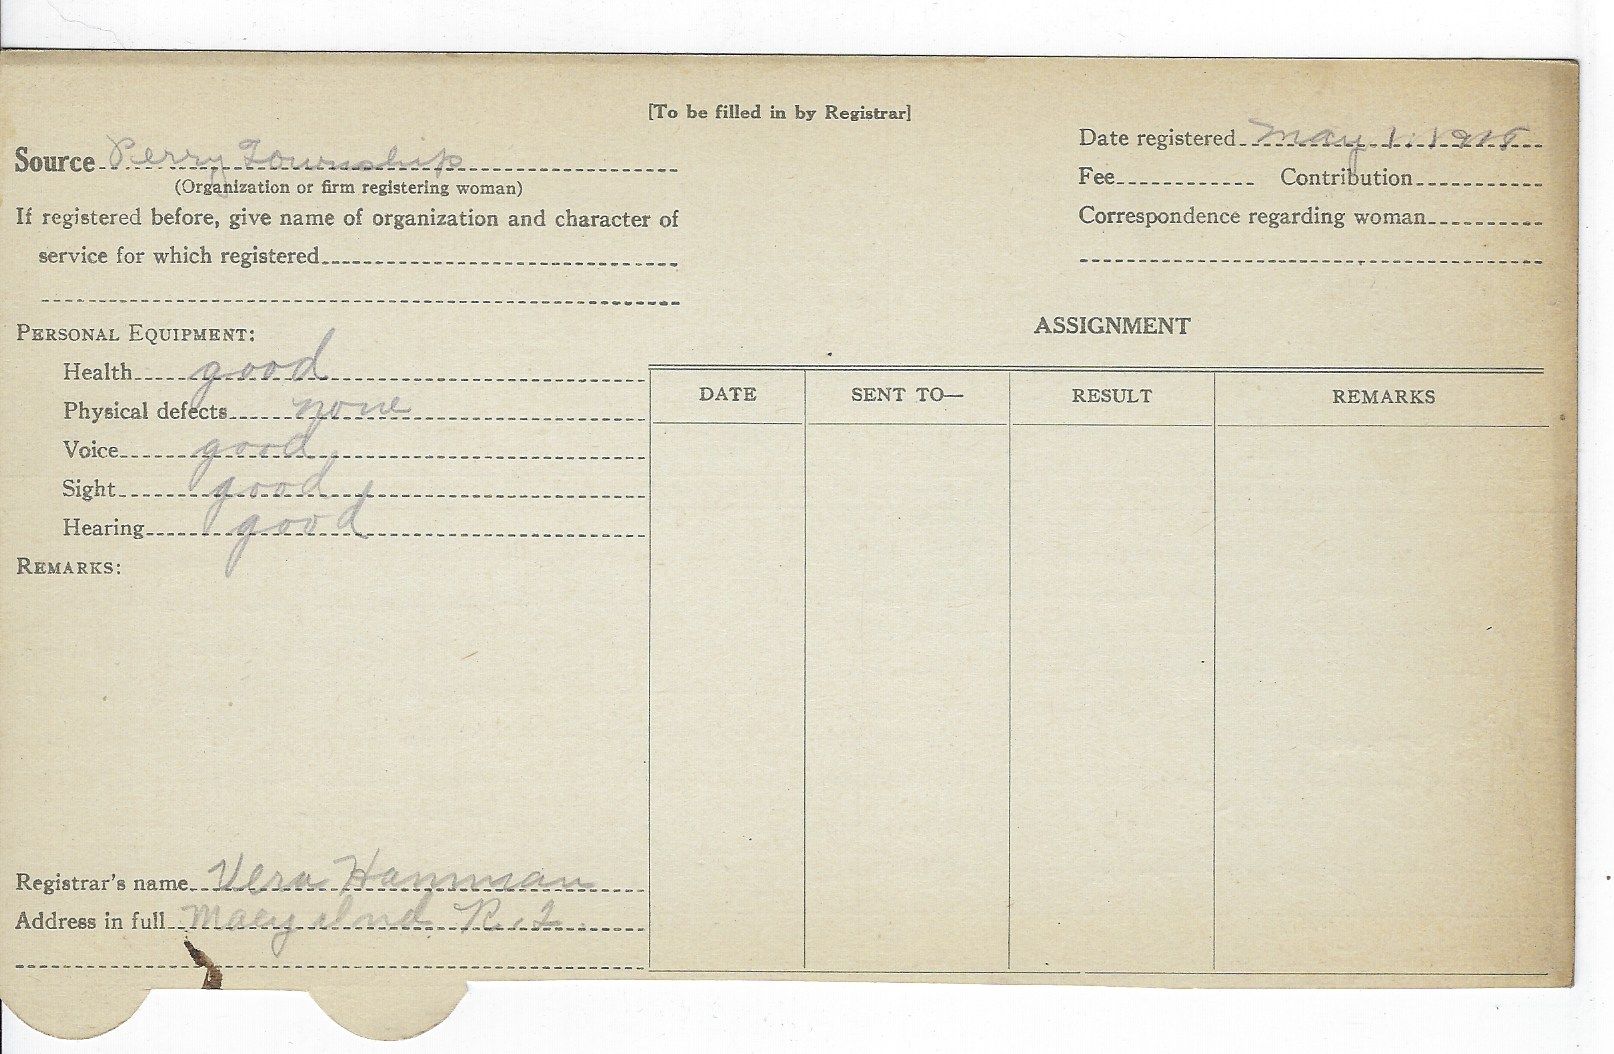 [To be filled in by Registrar]
Source Perry Township
(Organization or firm registering woman)
If registered before, give name of organization and character of
service for which registered
Date registered May 1, 1918
Fee Contribution
Correspondence regarding woman
PERSONAL EQUIPMENT:
Health good
Physical defects none
Voice good
Sight good
Hearing good
REMARKS:
ASSIGNMENT
DATE SENT TO— RESULT REMARKS
Registrar's name Vera Hamman
Address in full Macy Ind R. 2.